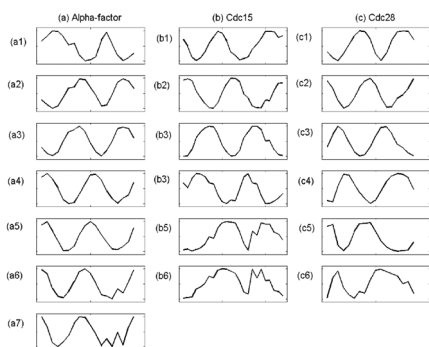 (a) Alpha-factor (b) Cdc15 (c) Cdc28
(a1) (b1) (c1)
(a2) (b2) (c2)
(a3) (b3) (c3)
(a4) (b3) (c4)
(a5) (b5) (c5)
(a6) (b6) (c6)
(a7)